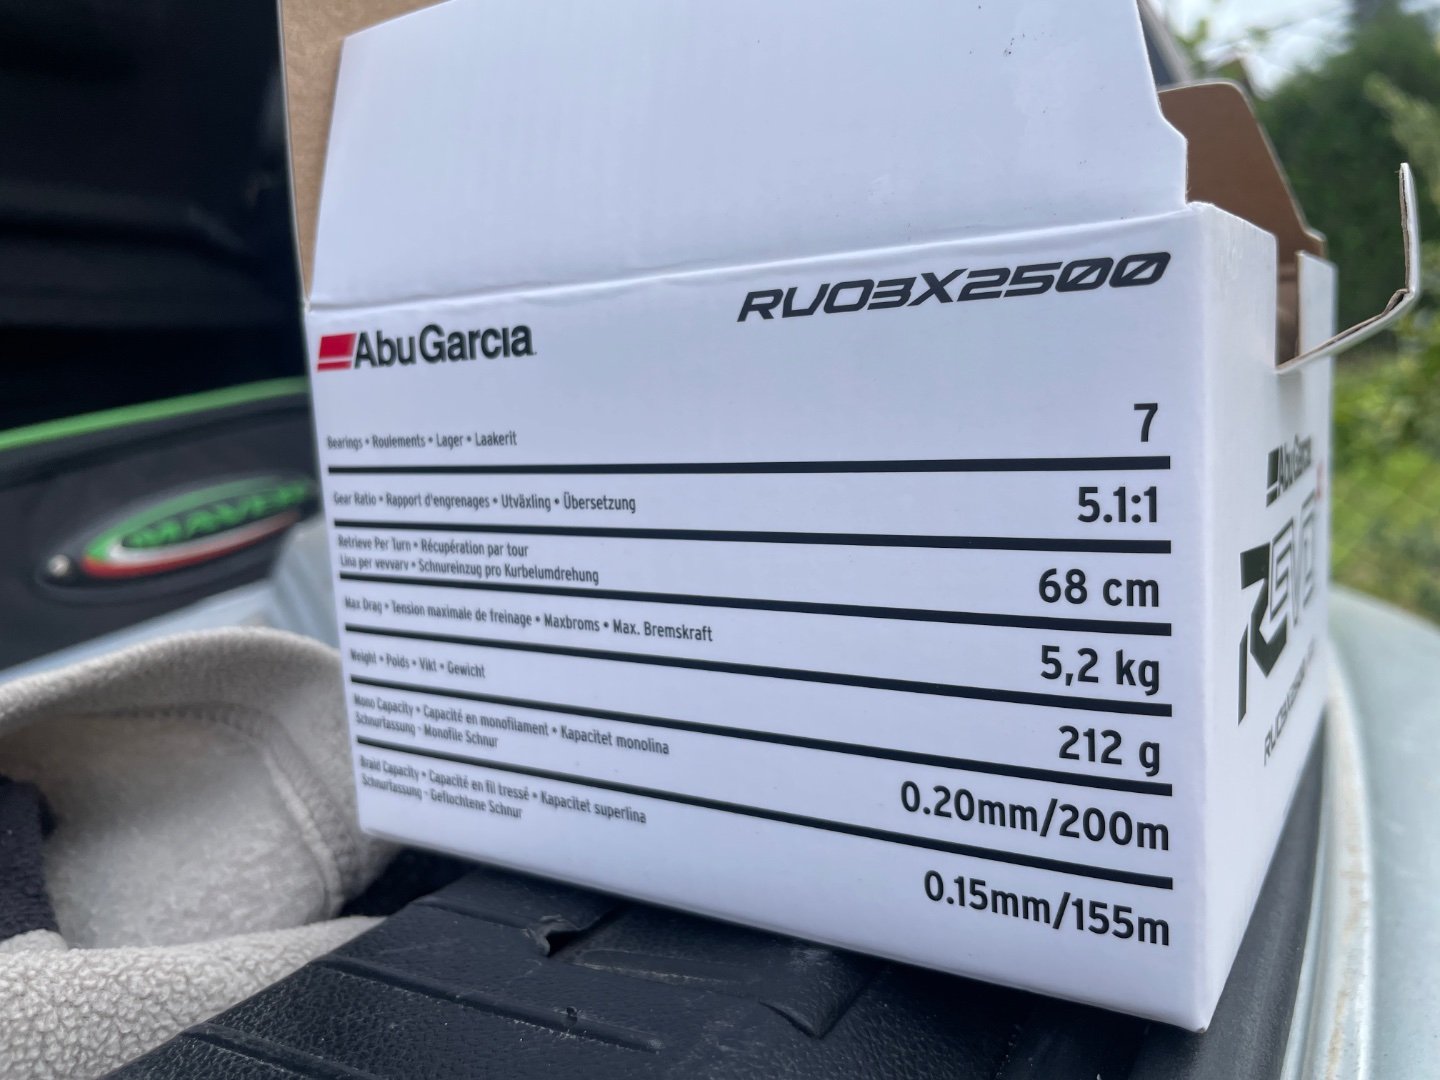 RVO3X2500
AbuGarcia
Bearings • Roulements • Lager • Laakerit
7
Gear Ratio • Rapport d'engrenages • Utväxling • Übersetzung
5.1:1
Retrieve Per Turn • Récupération par tour
Lina per vevvarv • Schnureinzug pro Kurbelumdrehung
68 cm
Max Drag • Tension maximale de freinage • Maxbroms • Max. Bremskraft
5,2 kg
Weight • Poids • Vikt • Gewicht
212 g
Mono Capacity • Capacité en monofilament • Kapacitet monolina
Schnurfassung - Monofile Schnur
0.20mm/200m
Braid Capacity • Capacité en fil tressé • Kapacitet superlina
Schnurfassung - Geflochtene Schnur
0.15mm/155m
AbuGarcia
REVO
MAVER